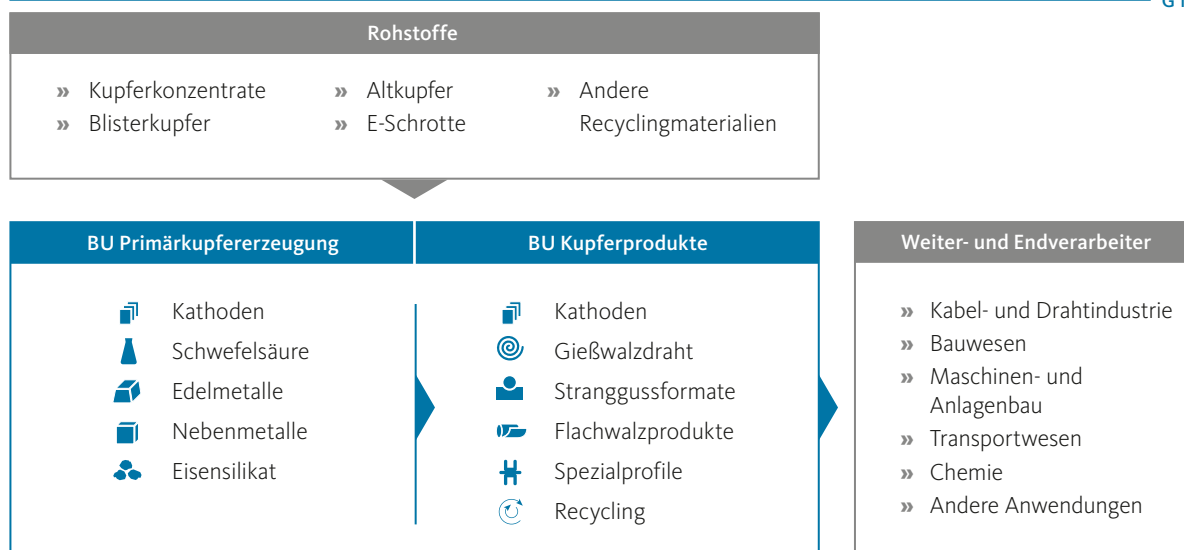 Rohstoffe
» Kupferkonzentrate
» Blisterkupfer
» Altkupfer
» E-Schrotte
» Andere
Recyclingmaterialien
BU Primärkupfererzeugung
Kathoden
Schwefelsäure
Edelmetalle
Nebenmetalle
Eisensilikat
BU Kupferprodukte
Kathoden
Gießwalzdraht
Stranggussformate
Flachwalzprodukte
Spezialprofile
Recycling
Weiter- und Endverarbeiter
» Kabel- und Drahtindustrie
» Bauwesen
» Maschinen- und
Anlagenbau
» Transportwesen
» Chemie
» Andere Anwendungen